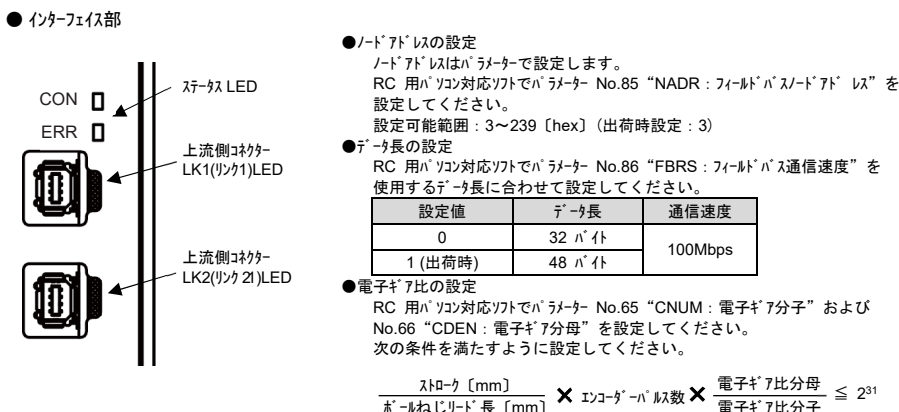 ● ｲﾝﾀｰﾌｪｲｽ部
CON
ERR
ｽﾃｰﾀｽ LED
上流側ｺﾈｸﾀｰ
LK1(ﾘﾝｸ1)LED
上流側ｺﾈｸﾀｰ
LK2(ﾘﾝｸ 21)LED
●ﾉｰﾄﾞｱﾄﾞﾚｽの設定
ﾉｰﾄﾞｱﾄﾞﾚｽはﾊﾟﾗﾒｰﾀｰで設定します。
RC 用ﾊﾟｿｺﾝ対応ｿﾌﾄでﾊﾟﾗﾒｰﾀｰ No.85 “NADR：ﾌｨｰﾙﾄﾞﾊﾞｽﾉｰﾄﾞｱﾄﾞﾚｽ” を
設定してください。
設定可能範囲：3～239〔hex〕（出荷時設定：3）
●ﾃﾞｰﾀ長の設定
RC 用ﾊﾟｿｺﾝ対応ｿﾌﾄでﾊﾟﾗﾒｰﾀｰ No.86 “FBRS：ﾌｨｰﾙﾄﾞﾊﾞｽ通信速度” を
使用するﾃﾞｰﾀ長に合わせて設定してください。
設定値 ﾃﾞｰﾀ長 通信速度
0 32 ﾊﾞｲﾄ 100Mbps
1 (出荷時) 48 ﾊﾞｲﾄ
●電子ｷﾞｱ比の設定
RC 用ﾊﾟｿｺﾝ対応ｿﾌﾄでﾊﾟﾗﾒｰﾀｰ No.65 “CNUM：電子ｷﾞｱ分子” および
No.66 “CDEN：電子ｷﾞｱ分母” を設定してください。
次の条件を満たすように設定してください。
ｽﾄﾛｰｸ〔mm〕 電子ｷﾞｱ比分母
× ｴﾝｺｰﾀﾞｰﾊﾟﾙｽ数 × ≦ 2³¹
ﾎﾞｰﾙねじﾘｰﾄﾞ長〔mm〕 電子ｷﾞｱ比分子